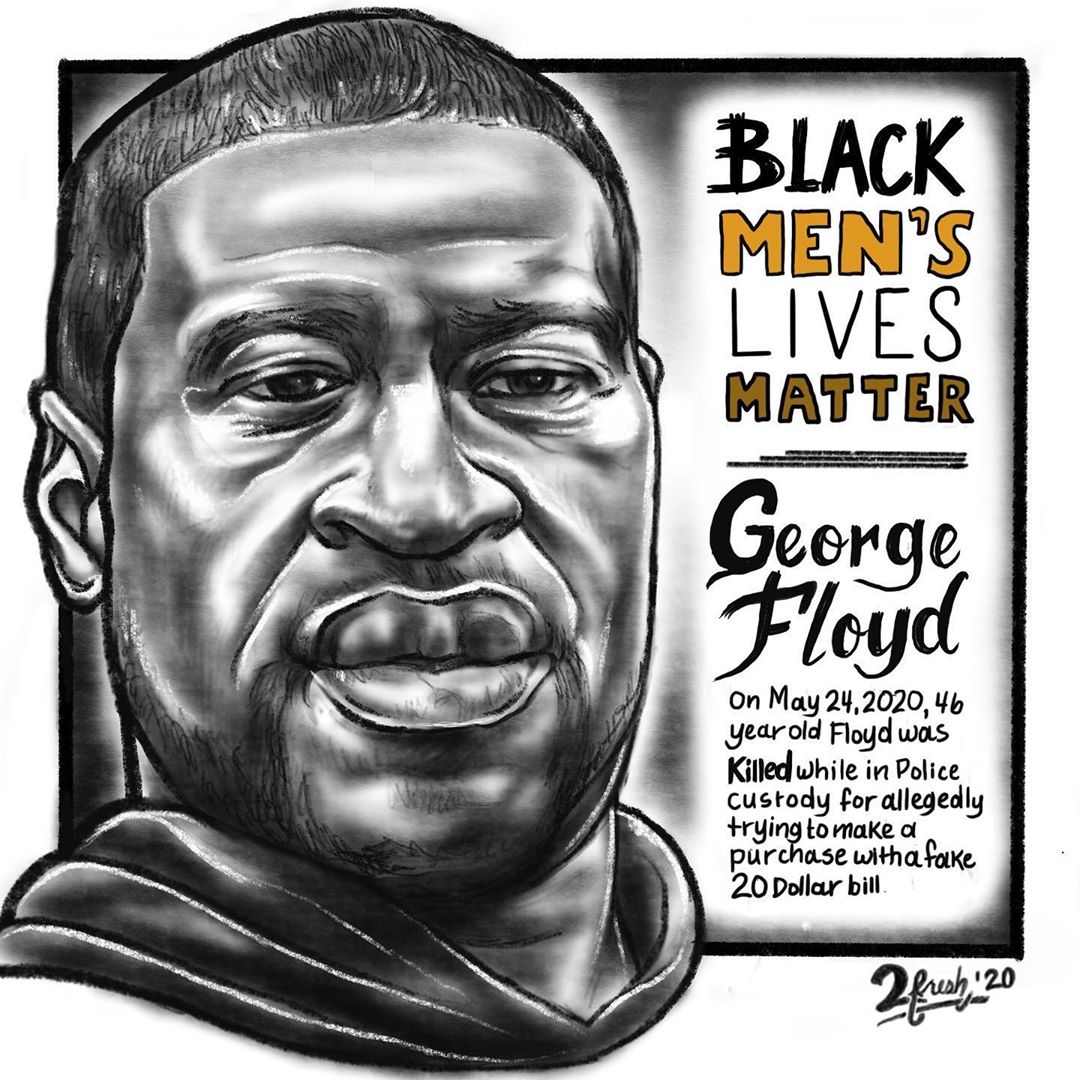 BLACK
MEN'S
LIVES
MATTER
George
Floyd
on May 24, 2020, 46
year old Floyd was
Killed while in Police
custody for allegedly
trying to make a
purchase with a fake
20 Dollar bill.
2fresh '20